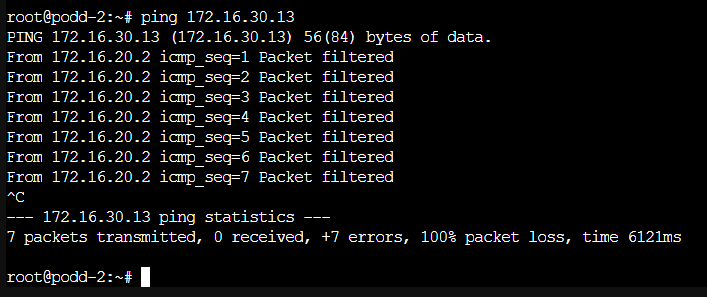 root@podd-2:~# ping 172.16.30.13
PING 172.16.30.13 (172.16.30.13) 56(84) bytes of data.
From 172.16.20.2 icmp_seq=1 Packet filtered
From 172.16.20.2 icmp_seq=2 Packet filtered
From 172.16.20.2 icmp_seq=3 Packet filtered
From 172.16.20.2 icmp_seq=4 Packet filtered
From 172.16.20.2 icmp_seq=5 Packet filtered
From 172.16.20.2 icmp_seq=6 Packet filtered
From 172.16.20.2 icmp_seq=7 Packet filtered
^C
--- 172.16.30.13 ping statistics ---
7 packets transmitted, 0 received, +7 errors, 100% packet loss, time 6121ms
root@podd-2:~#